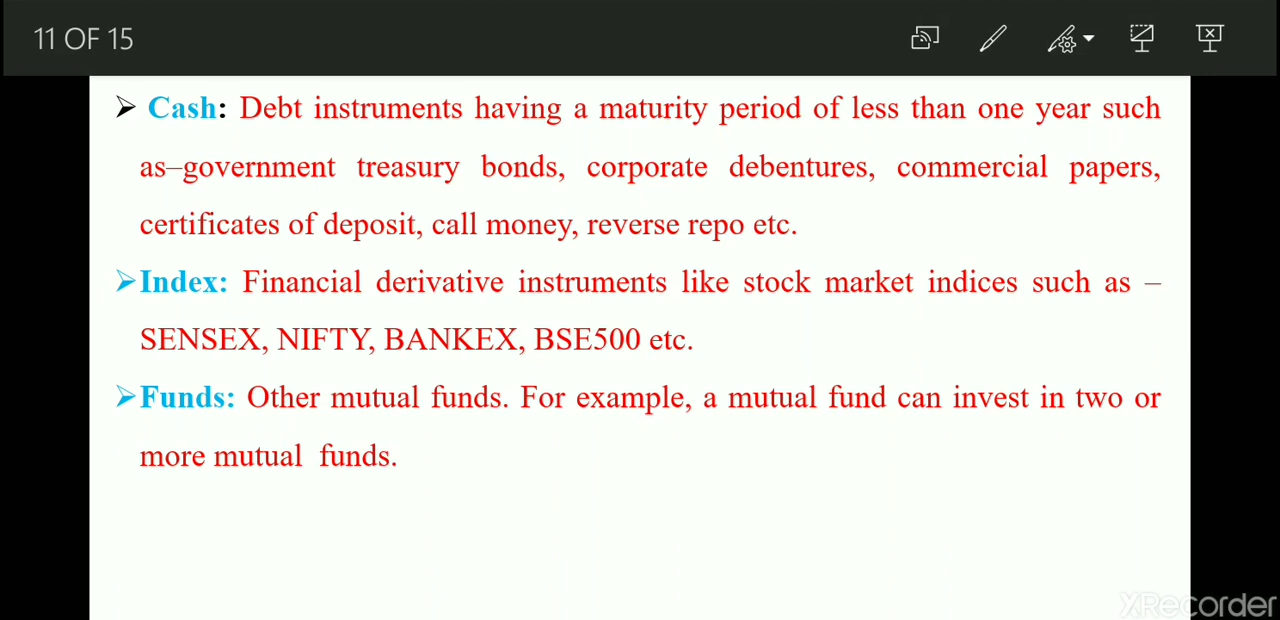 11 OF 15
➢ Cash: Debt instruments having a maturity period of less than one year such
as–government treasury bonds, corporate debentures, commercial papers,
certificates of deposit, call money, reverse repo etc.
➢Index: Financial derivative instruments like stock market indices such as –
SENSEX, NIFTY, BANKEX, BSE500 etc.
➢Funds: Other mutual funds. For example, a mutual fund can invest in two or
more mutual funds.
XRecorder